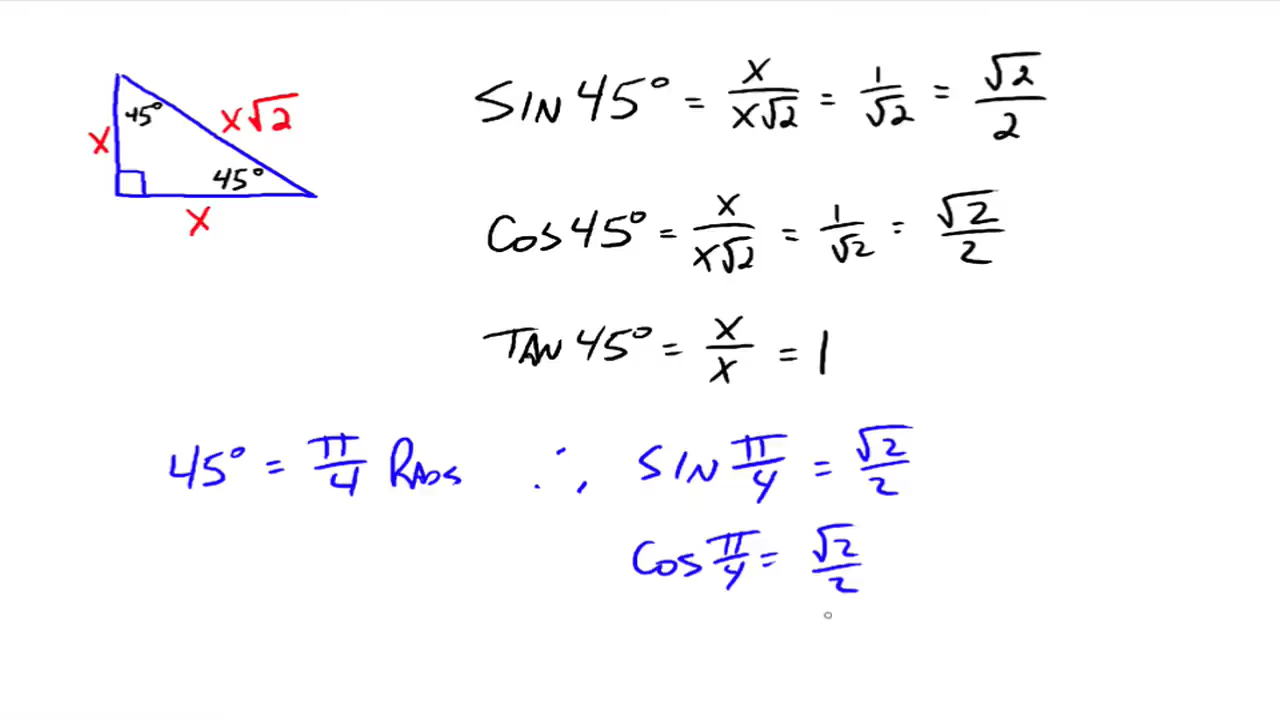 45° x√2
x
45°
x
SIN 45° = x/x√2 = 1/√2 = √2/2
Cos 45° = x/x√2 = 1/√2 = √2/2
TAN 45° = x/x = 1
45° = π/4 RADS ∴ SIN π/4 = √2/2
Cos π/4 = √2/2